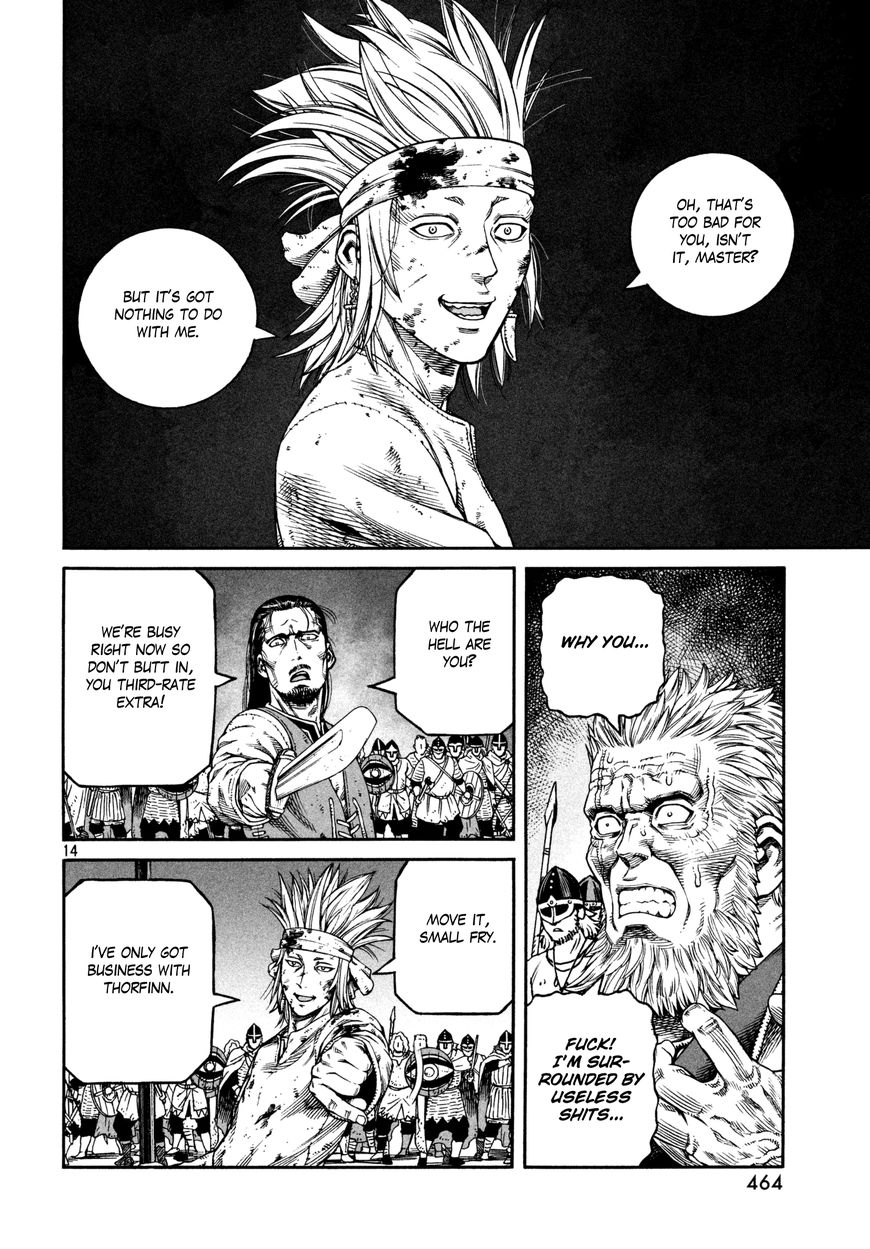 OH, THAT'S
TOO BAD FOR
YOU, ISN'T
IT, MASTER?
BUT IT'S GOT
NOTHING TO DO
WITH ME.
WHY YOU...
FUCK!
I'M SUR-
ROUNDED BY
USELESS
SHITS...
WHO THE
HELL ARE
YOU?
WE'RE BUSY
RIGHT NOW SO
DON'T BUTT IN,
YOU THIRD-RATE
EXTRA!
14
MOVE IT,
SMALL FRY.
I'VE ONLY GOT
BUSINESS WITH
THORFINN.
464